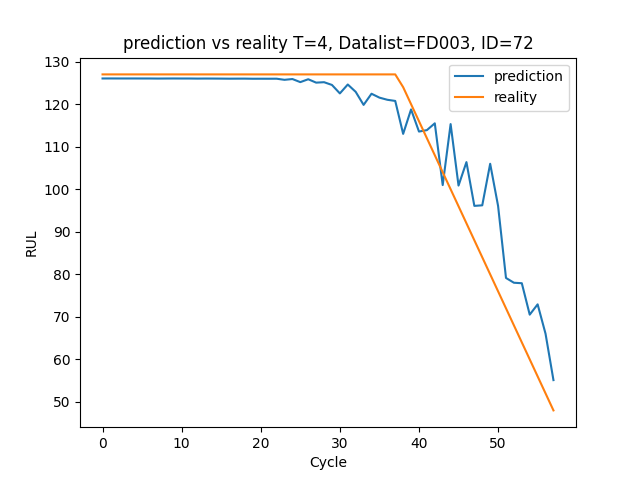 prediction vs reality T=4, Datalist=FD003, ID=72
prediction
reality
130
120
110
100
90
80
70
60
50
RUL
0 10 20 30 40 50
Cycle